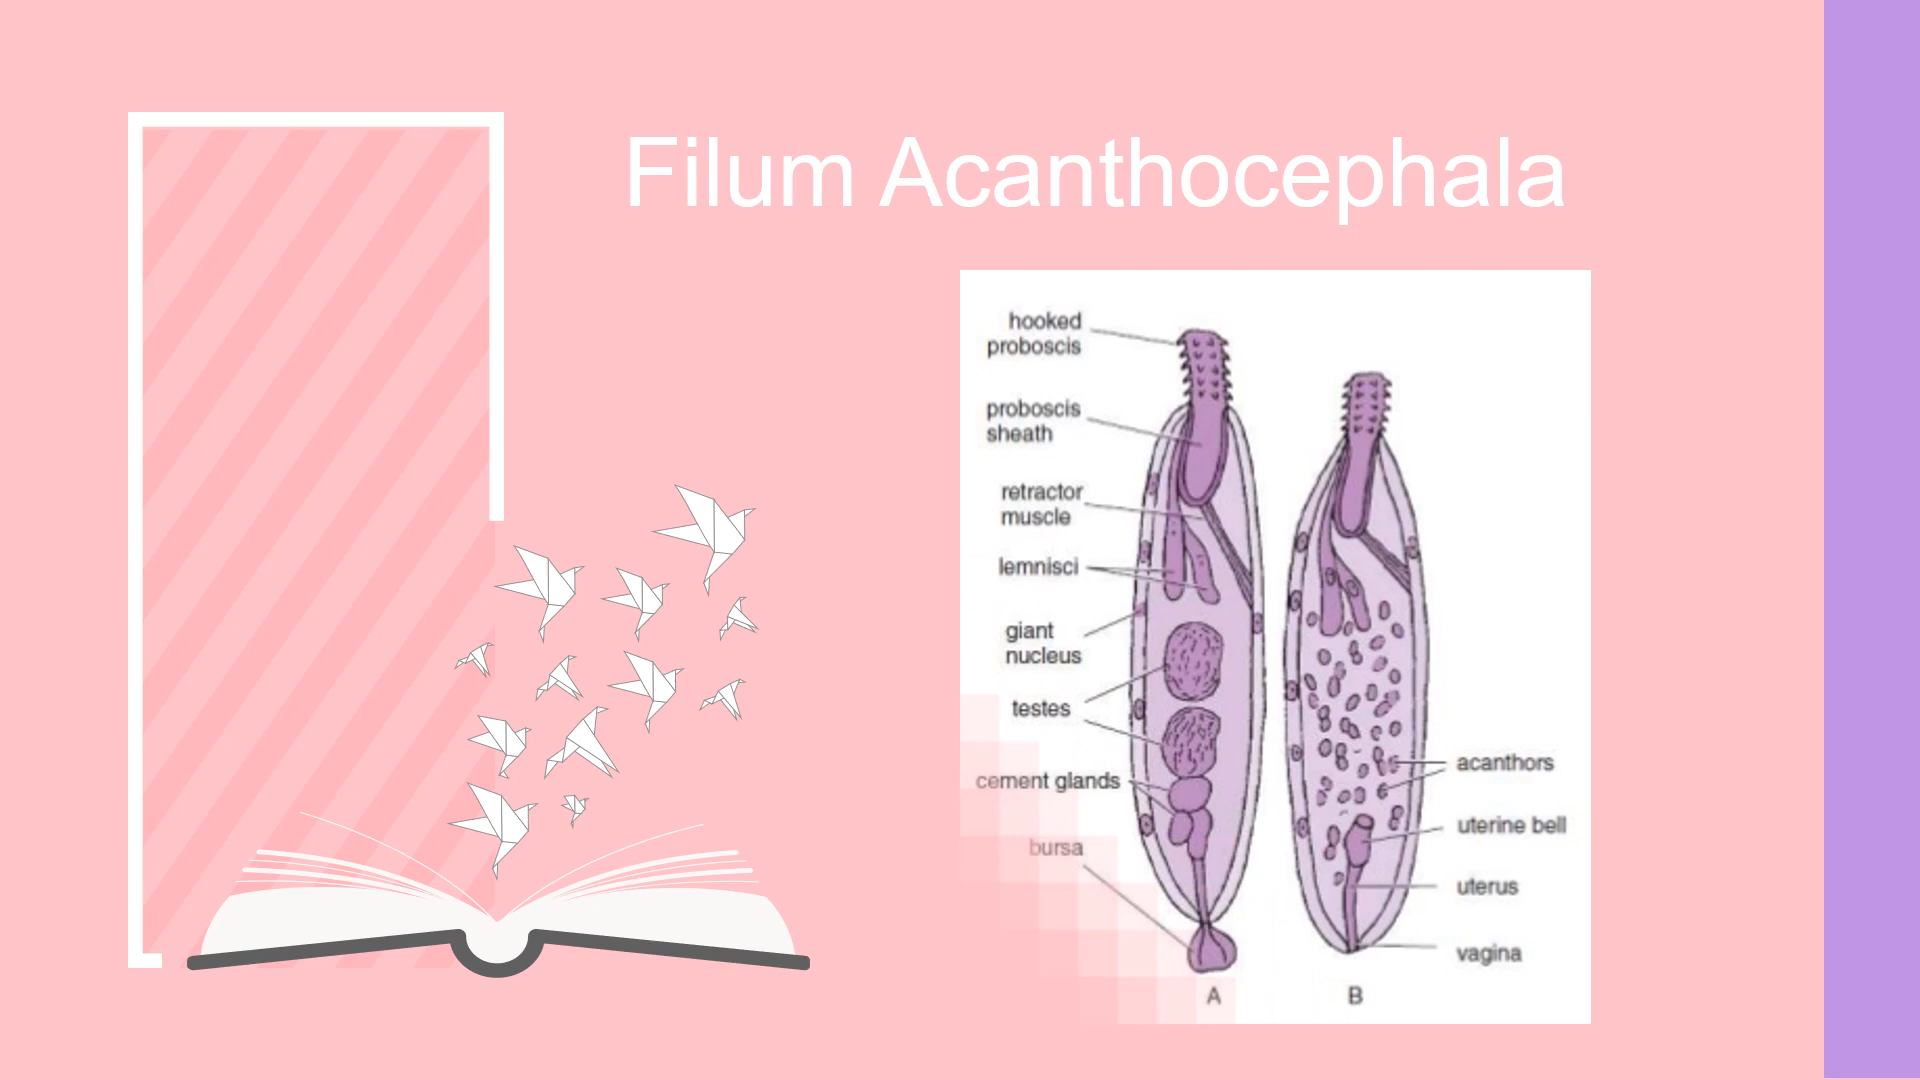 Filum Acanthocephala
hooked
proboscis
proboscis
sheath
retractor
muscle
lemnisci
giant
nucleus
testes
cement glands
bursa
acanthors
uterine bell
uterus
vagina
A
B